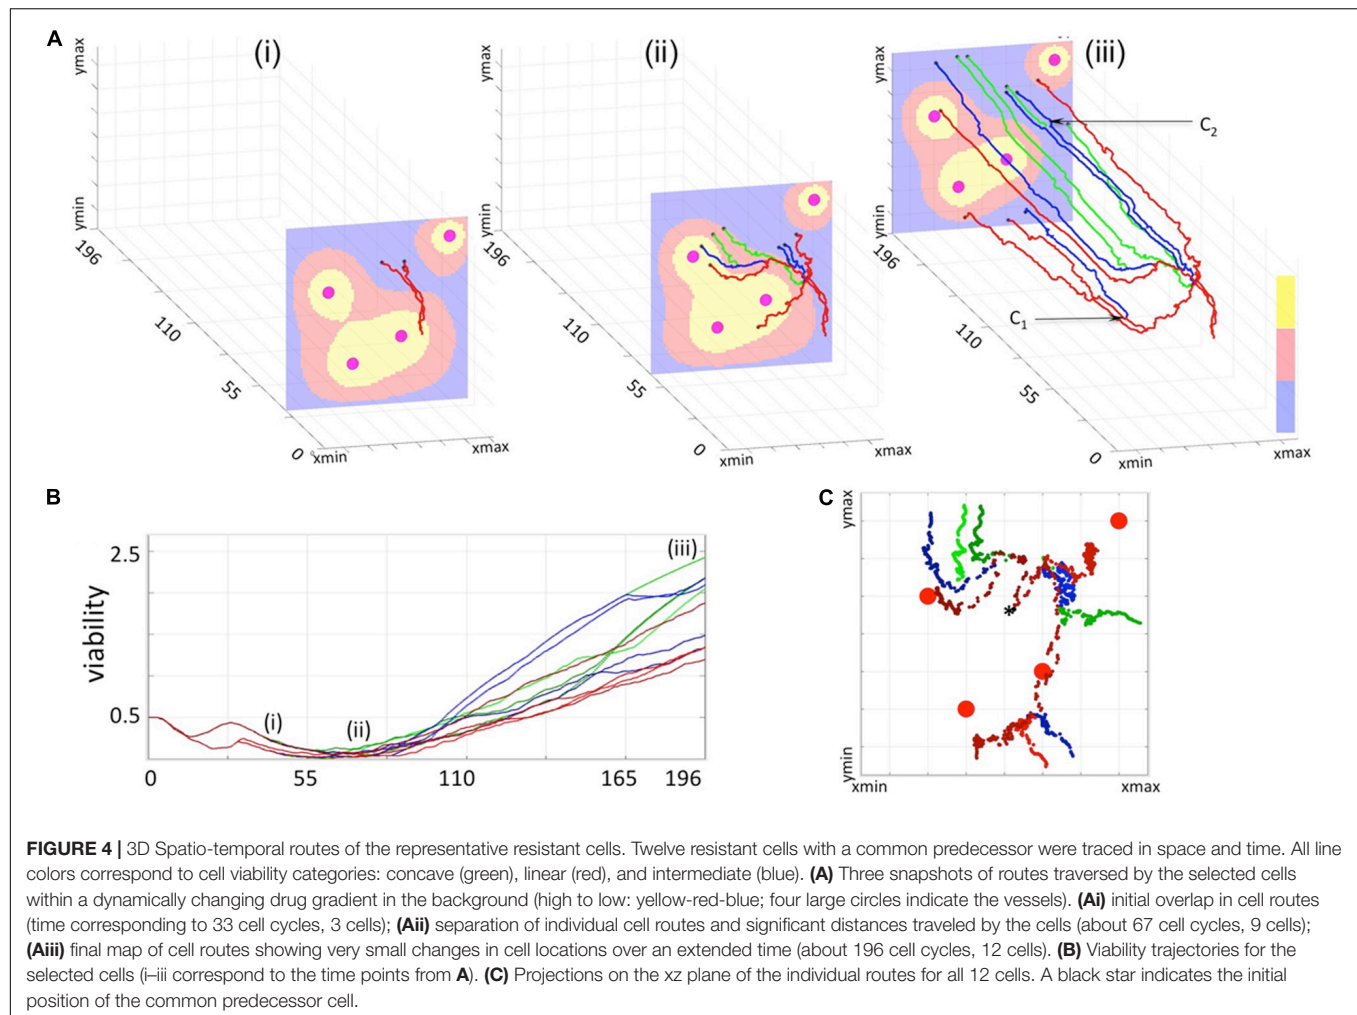 A
(i)
ymax
ymin
196
110
55
0
xmin
xmax
(ii)
ymax
ymin
196
110
55
0
xmin
xmax
(iii)
ymax
ymin
196
110
55
0
xmin
xmax
C2
C1
B
viability
2.5
0.5
(i)
(ii)
(iii)
0 55 110 165 196
C
ymax
ymin
xmin xmax
*
FIGURE 4 | 3D Spatio-temporal routes of the representative resistant cells. Twelve resistant cells with a common predecessor were traced in space and time. All line
colors correspond to cell viability categories: concave (green), linear (red), and intermediate (blue). (A) Three snapshots of routes traversed by the selected cells
within a dynamically changing drug gradient in the background (high to low: yellow-red-blue; four large circles indicate the vessels). (Ai) initial overlap in cell routes
(time corresponding to 33 cell cycles, 3 cells); (Aii) separation of individual cell routes and significant distances traveled by the cells (about 67 cell cycles, 9 cells);
(Aiii) final map of cell routes showing very small changes in cell locations over an extended time (about 196 cell cycles, 12 cells). (B) Viability trajectories for the
selected cells (i–iii correspond to the time points from A). (C) Projections on the xz plane of the individual routes for all 12 cells. A black star indicates the initial
position of the common predecessor cell.